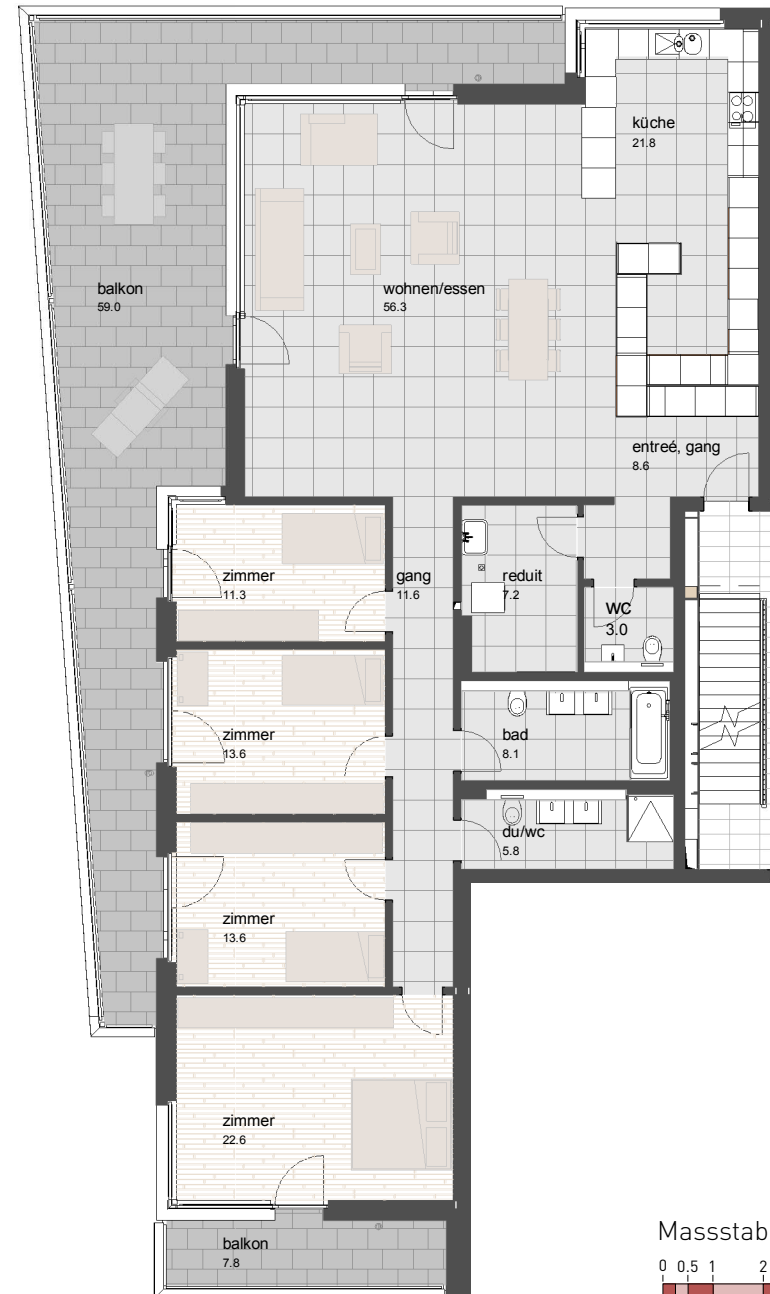 küche
21.8
balkon
59.0
wohnen/essen
56.3
entreé, gang
8.6
zimmer
11.3
gang
11.6
reduit
7.2
wc
3.0
zimmer
13.6
bad
8.1
du/wc
5.8
zimmer
13.6
zimmer
22.6
balkon
7.8
Massstab
0 0.5 1 2